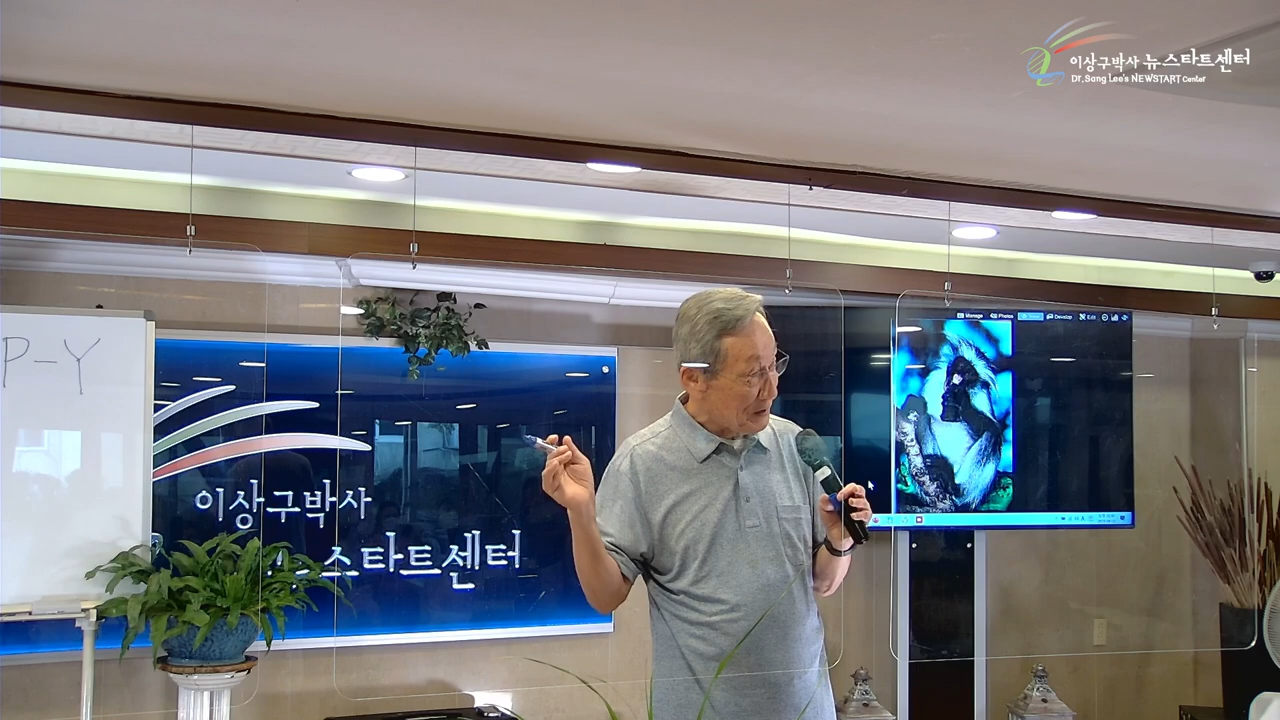 이상구박사 뉴스타트센터
Dr. Sang Lee's NEWSTART Center
P-Y
이상구박사
스타트센터
Manage
Photos
Develop
Edit